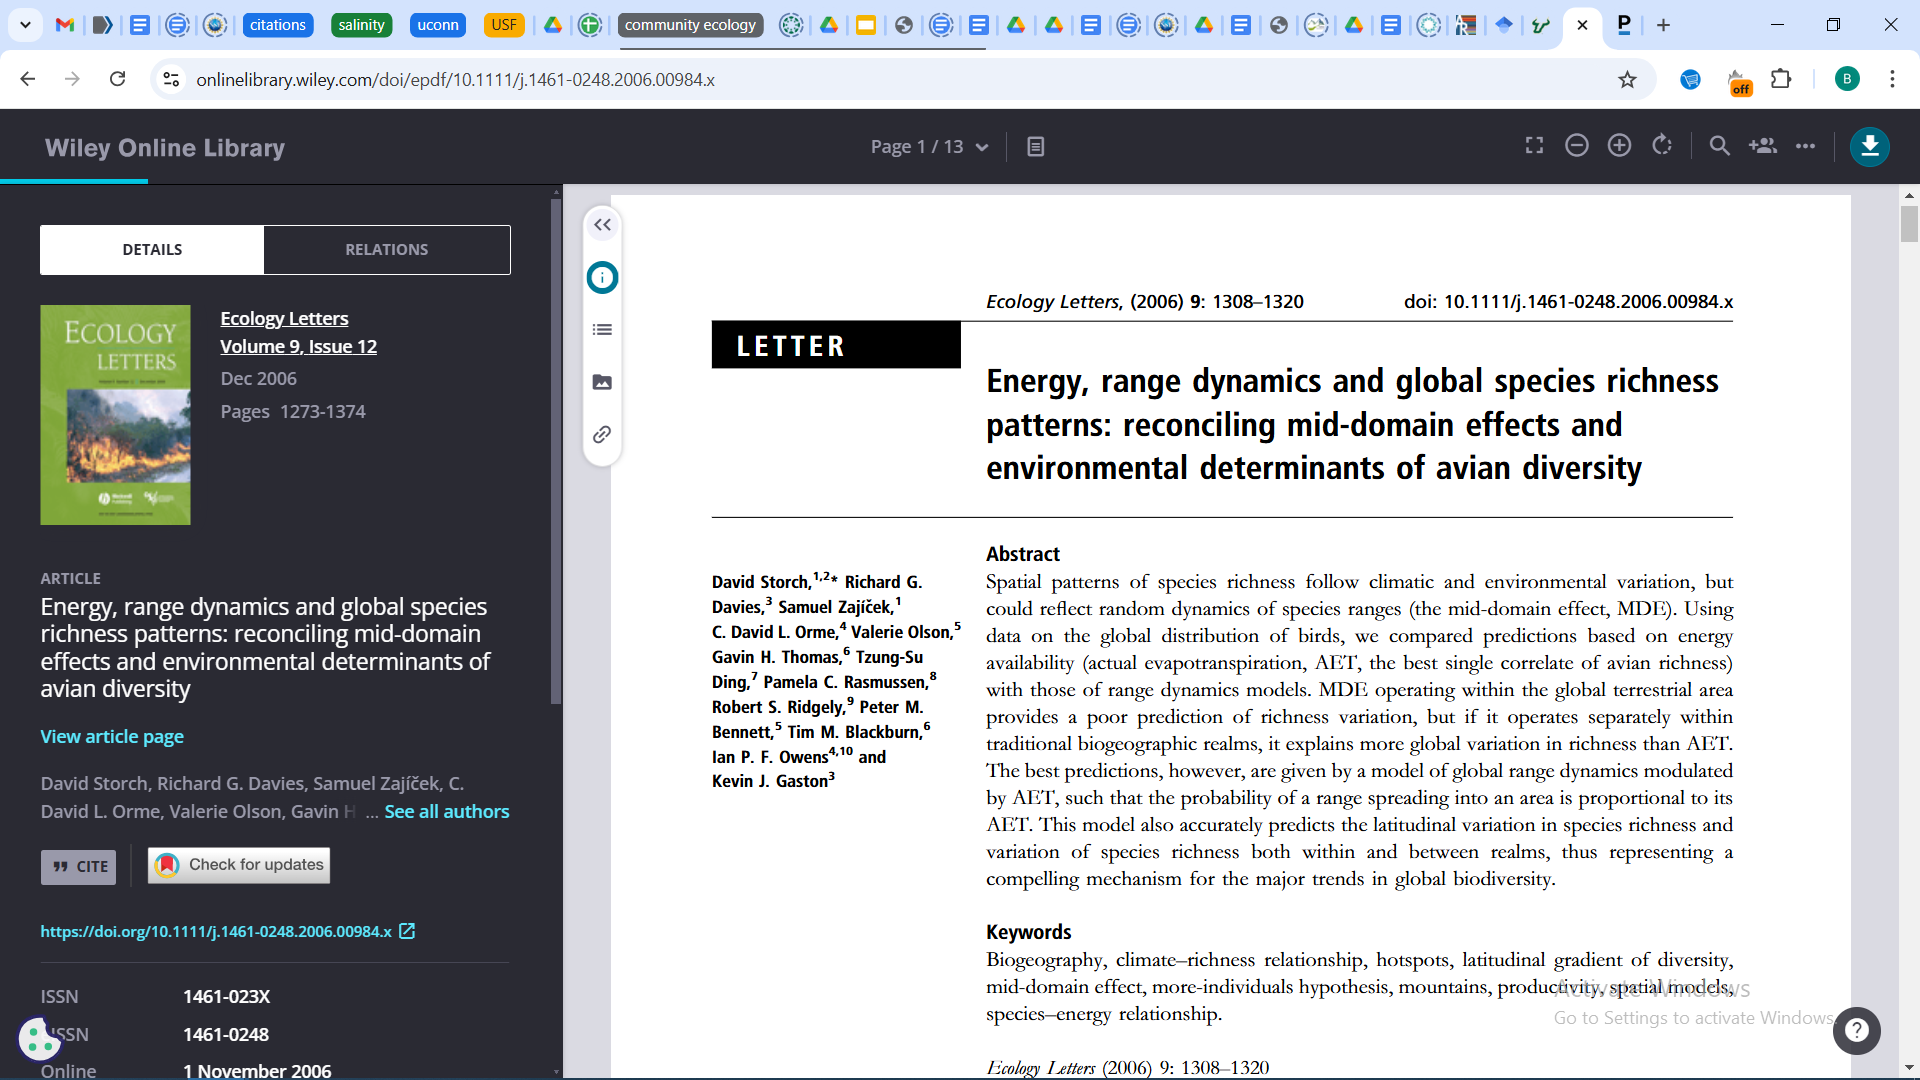 citations
salinity
uconn
USF
community ecology
onlinelibrary.wiley.com/doi/epdf/10.1111/j.1461-0248.2006.00984.x
off
B
Wiley Online Library
Page 1 / 13
DETAILS
RELATIONS
ECOLOGY
LETTERS
Ecology Letters
Volume 9, Issue 12
Dec 2006
Pages 1273-1374
ARTICLE
Energy, range dynamics and global species
richness patterns: reconciling mid-domain
effects and environmental determinants of
avian diversity
View article page
David Storch, Richard G. Davies, Samuel Zajíček, C.
David L. Orme, Valerie Olson, Gavin H ... See all authors
CITE
Check for updates
https://doi.org/10.1111/j.1461-0248.2006.00984.x
ISSN 1461-023X
SSN 1461-0248
Online 1 November 2006
Ecology Letters, (2006) 9: 1308–1320 doi: 10.1111/j.1461-0248.2006.00984.x
LETTER
Energy, range dynamics and global species richness
patterns: reconciling mid-domain effects and
environmental determinants of avian diversity
David Storch,1,2* Richard G.
Davies,3 Samuel Zajíček,1
C. David L. Orme,4 Valerie Olson,5
Gavin H. Thomas,6 Tzung-Su
Ding,7 Pamela C. Rasmussen,8
Robert S. Ridgely,9 Peter M.
Bennett,5 Tim M. Blackburn,6
Ian P. F. Owens4,10 and
Kevin J. Gaston3
Abstract
Spatial patterns of species richness follow climatic and environmental variation, but
could reflect random dynamics of species ranges (the mid-domain effect, MDE). Using
data on the global distribution of birds, we compared predictions based on energy
availability (actual evapotranspiration, AET, the best single correlate of avian richness)
with those of range dynamics models. MDE operating within the global terrestrial area
provides a poor prediction of richness variation, but if it operates separately within
traditional biogeographic realms, it explains more global variation in richness than AET.
The best predictions, however, are given by a model of global range dynamics modulated
by AET, such that the probability of a range spreading into an area is proportional to its
AET. This model also accurately predicts the latitudinal variation in species richness and
variation of species richness both within and between realms, thus representing a
compelling mechanism for the major trends in global biodiversity.
Keywords
Biogeography, climate–richness relationship, hotspots, latitudinal gradient of diversity,
mid-domain effect, more-individuals hypothesis, mountains, productivity, spatial models,
species–energy relationship.
Ecology Letters (2006) 9: 1308–1320
Activate Windows
Go to Settings to activate Windows.